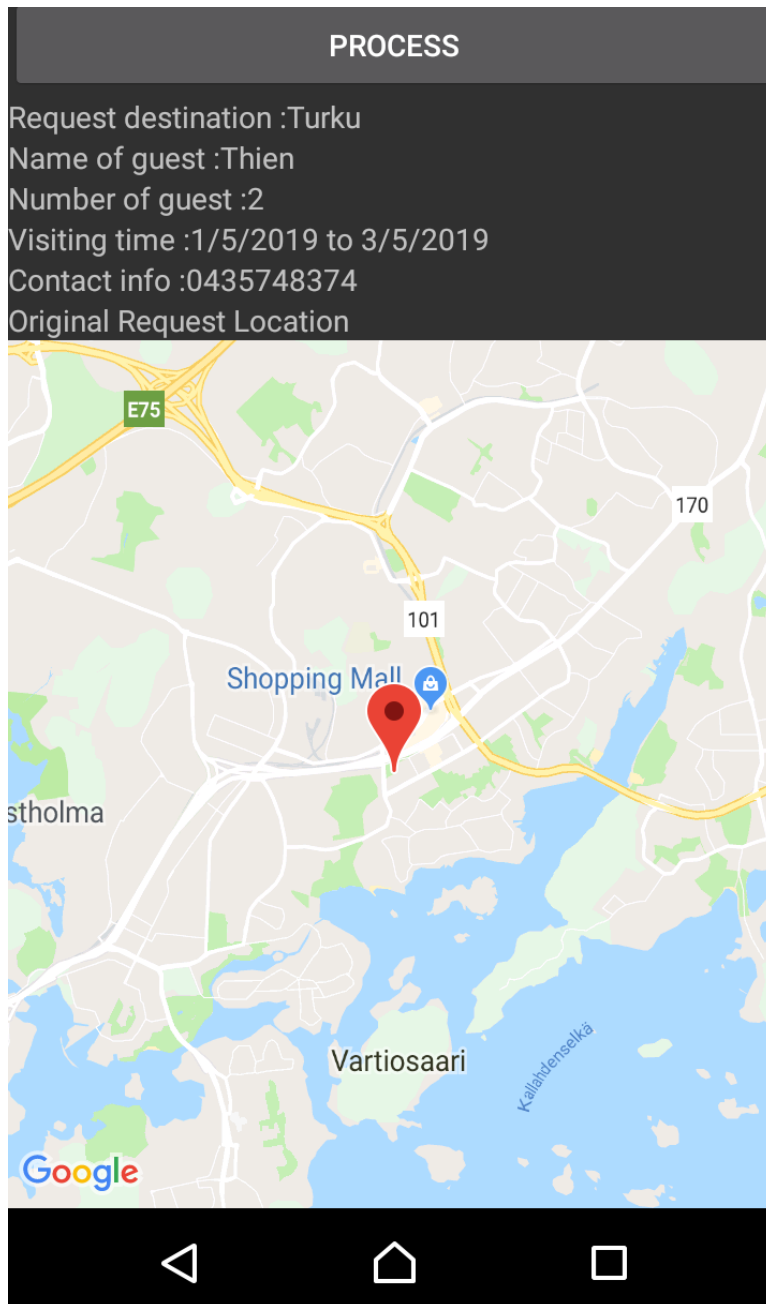 PROCESS
Request destination :Turku
Name of guest :Thien
Number of guest :2
Visiting time :1/5/2019 to 3/5/2019
Contact info :0435748374
Original Request Location
E75
170
101
Shopping Mall
stholma
Vartiosaari
Kallahdenselkä
Google